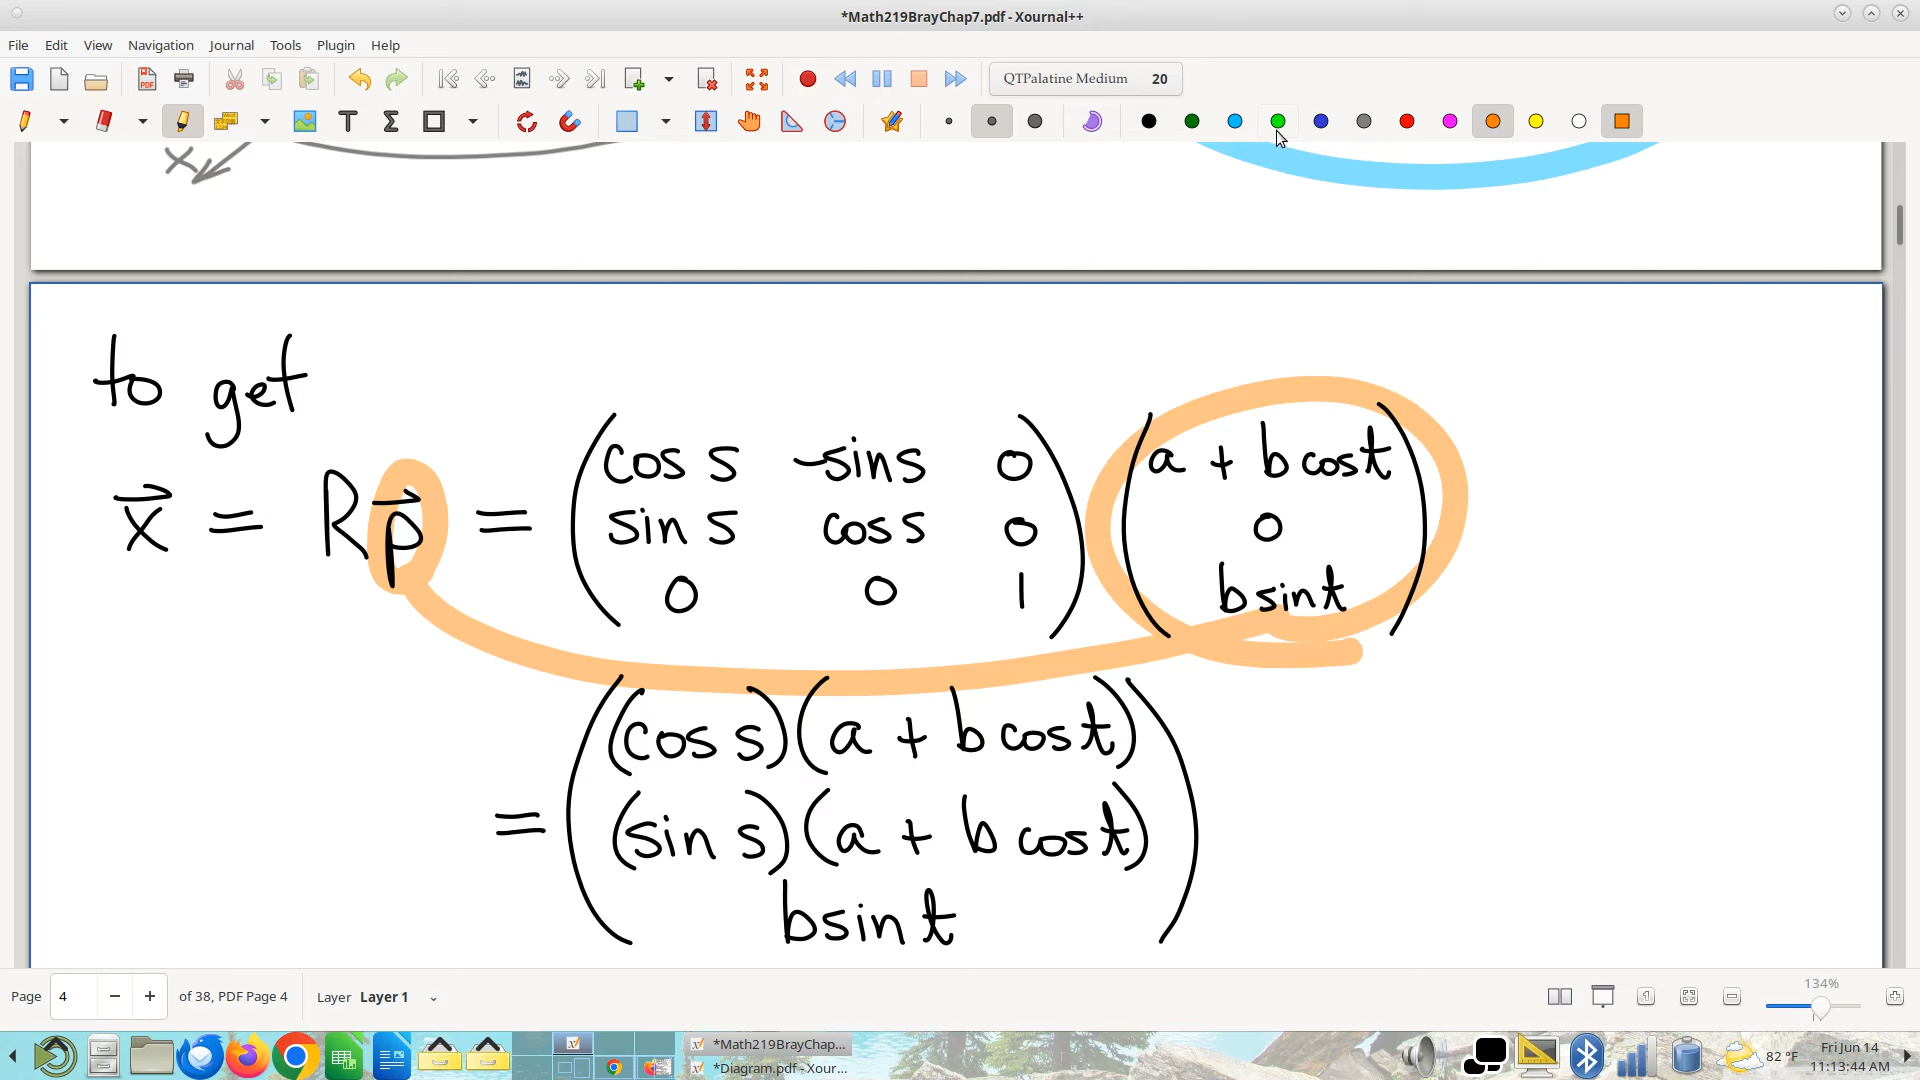 *Math219BrayChap7.pdf - Xournal++
File Edit View Navigation Journal Tools Plugin Help
QTPalatine Medium 20
x
to get
x⃗ = Rp⃗ = ( cos s -sin s 0 ) ( a + b cos t )
sin s cos s 0 0
0 0 1 b sin t
(cos s)(a + b cos t)
= (sin s)(a + b cos t)
b sin t
Page 4 of 38, PDF Page 4 Layer Layer 1 134%
*Math219BrayChap...
*Diagram.pdf - Xour...
82 °F
Fri Jun 14
11:13:44 AM